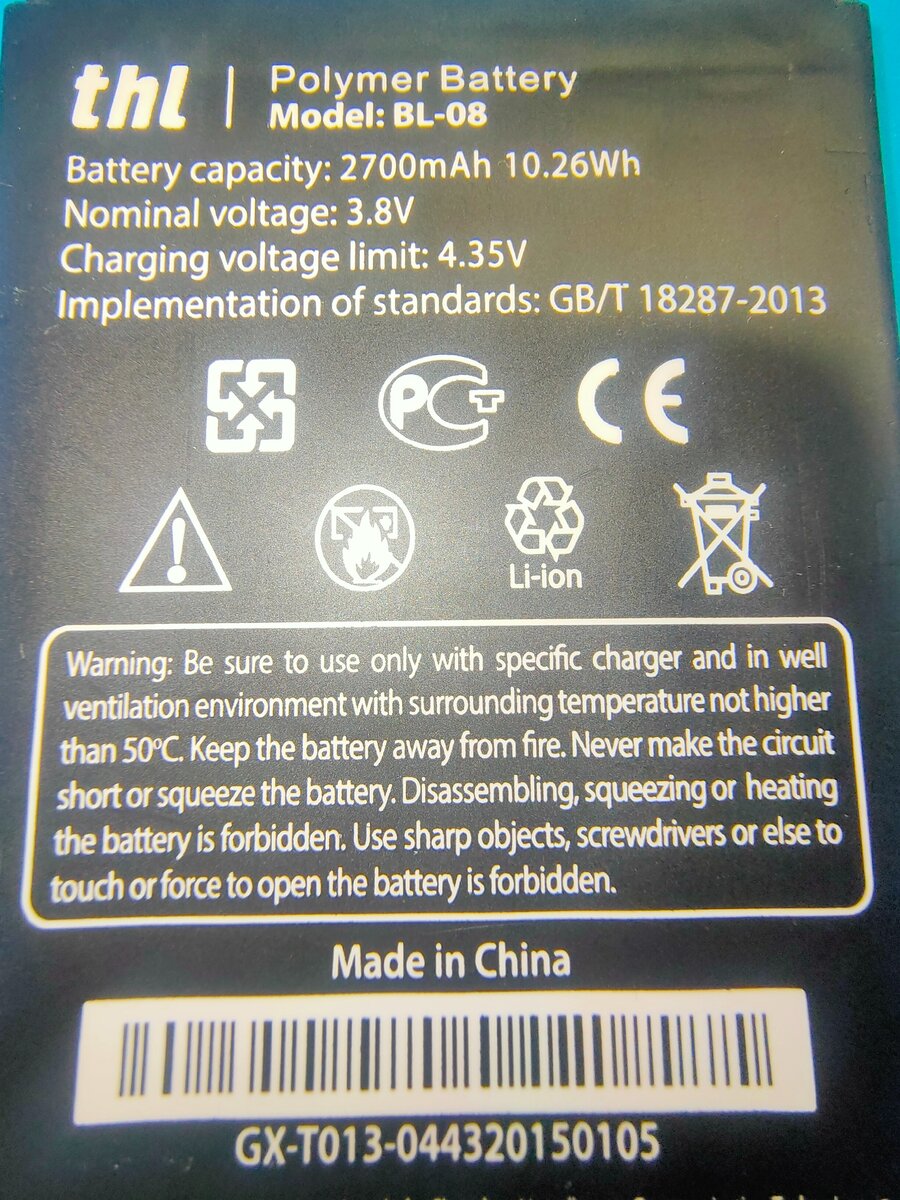 thl | Polymer Battery
Model: BL-08
Battery capacity: 2700mAh 10.26Wh
Nominal voltage: 3.8V
Charging voltage limit: 4.35V
Implementation of standards: GB/T 18287-2013
PCT CE
Li-ion
Warning: Be sure to use only with specific charger and in well
ventilation environment with surrounding temperature not higher
than 50ºC. Keep the battery away from fire. Never make the circuit
short or squeeze the battery. Disassembling, squeezing or heating
the battery is forbidden. Use sharp objects, screwdrivers or else to
touch or force to open the battery is forbidden.
Made in China
GX-T013-044320150105